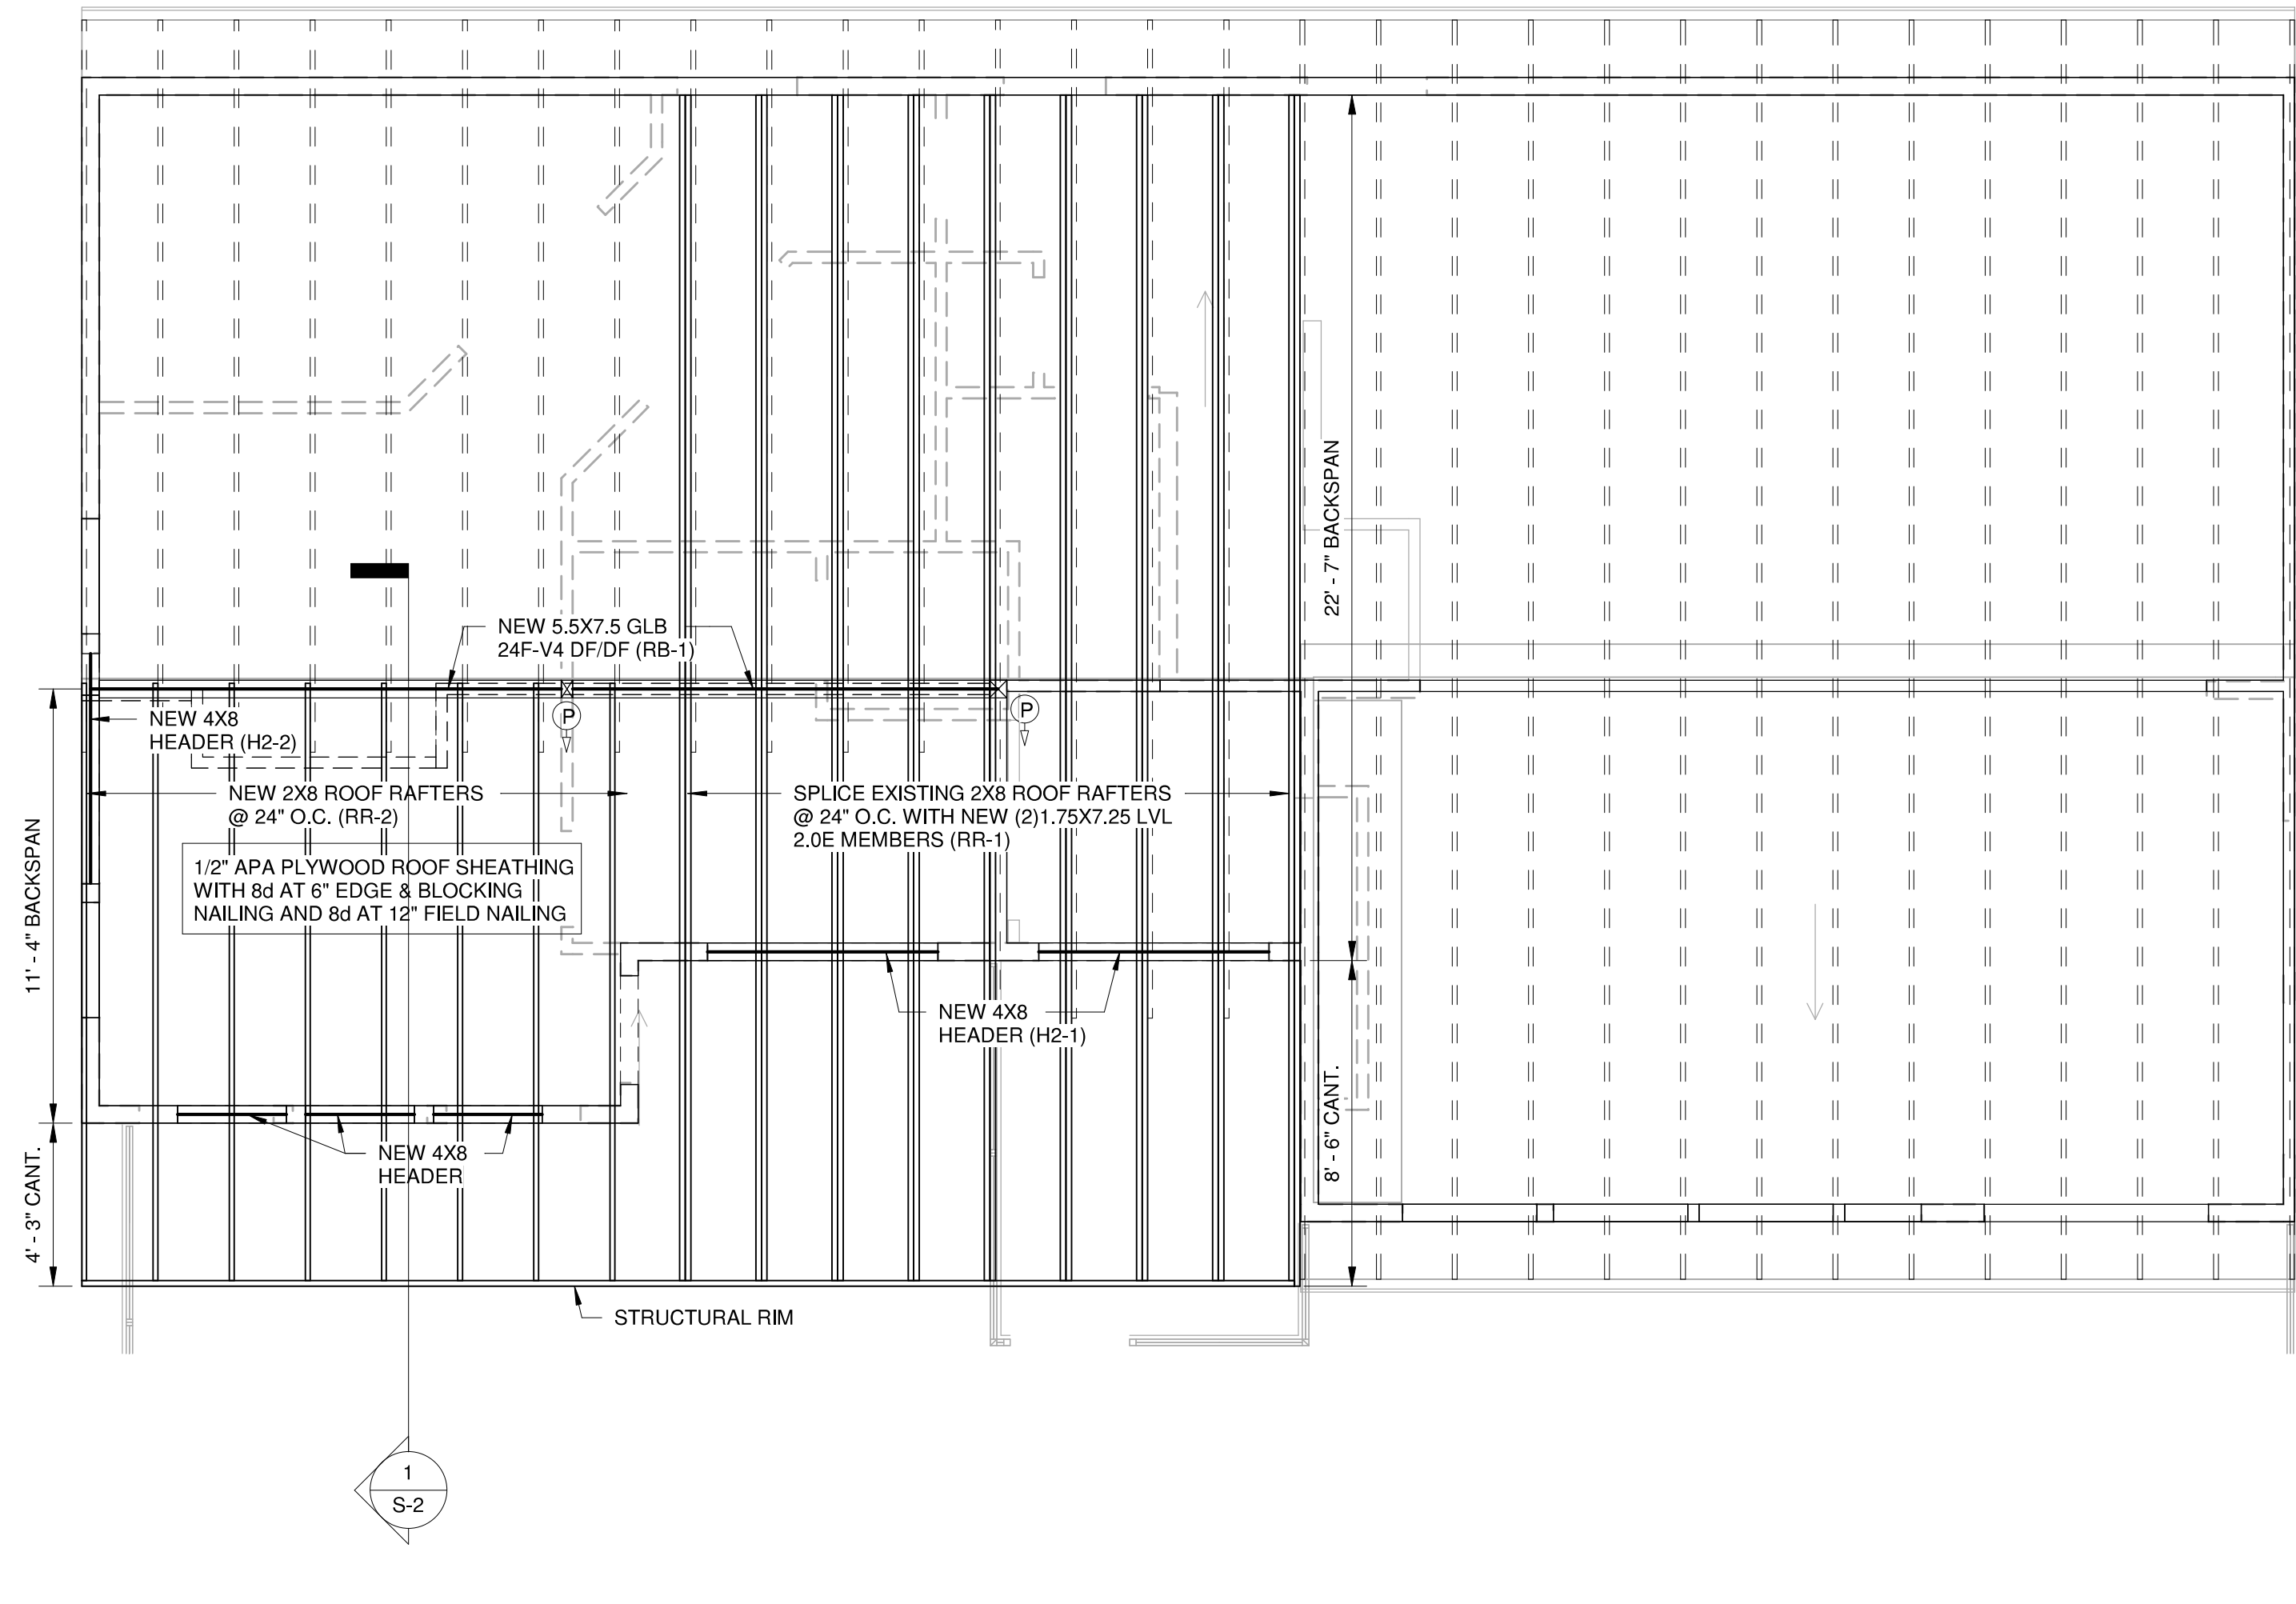 22' - 7" BACKSPAN
NEW 5.5X7.5 GLB
24F-V4 DF/DF (RB-1)
NEW 4X8
HEADER (H2-2)
P
P
NEW 2X8 ROOF RAFTERS
@ 24" O.C. (RR-2)
SPLICE EXISTING 2X8 ROOF RAFTERS
@ 24" O.C. WITH NEW (2)1.75X7.25 LVL
2.0E MEMBERS (RR-1)
11' - 4" BACKSPAN
1/2" APA PLYWOOD ROOF SHEATHING
WITH 8d AT 6" EDGE & BLOCKING
NAILING AND 8d AT 12" FIELD NAILING
NEW 4X8
HEADER (H2-1)
8' - 6" CANT.
NEW 4X8
HEADER
4' - 3" CANT.
STRUCTURAL RIM
1
S-2